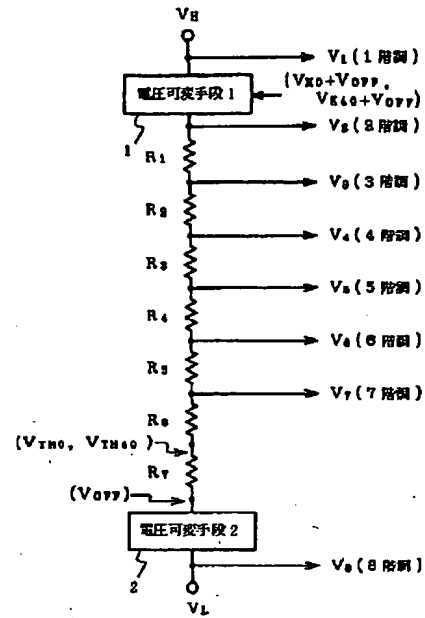 VH
V1(1階調)
電圧可変手段1
(VK0+VOFF,
VK40+VOFF)
1
V2(2階調)
R1
V3(3階調)
R2
V4(4階調)
R3
V5(5階調)
R4
V6(6階調)
R5
V7(7階調)
R6
(VTH0, VTH40)
R7
(VOFF)
電圧可変手段2
2
V8(8階調)
VL